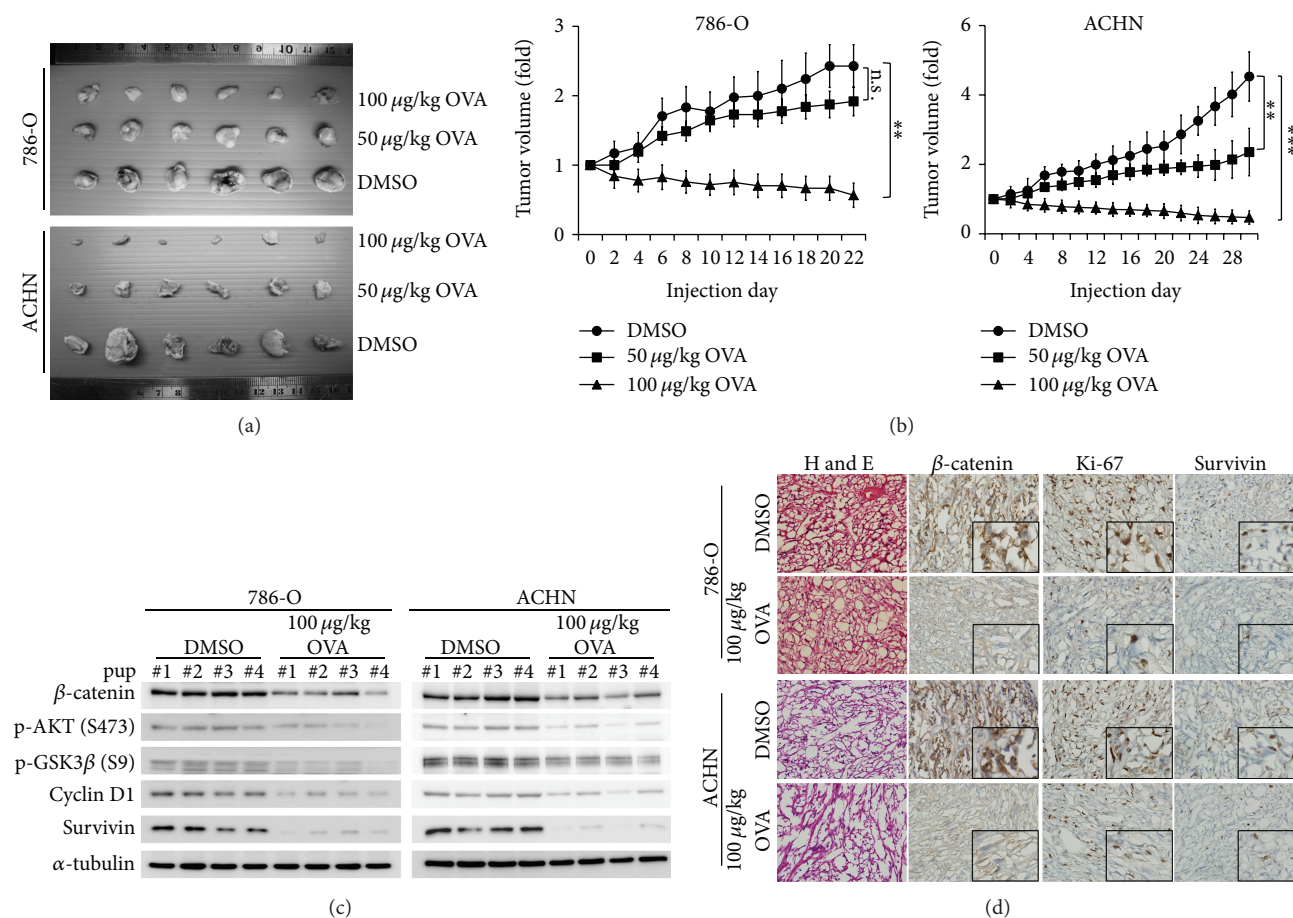 786-O
100 μg/kg OVA
50 μg/kg OVA
DMSO
ACHN
100 μg/kg OVA
50 μg/kg OVA
DMSO
(a)
786-O
Tumor volume (fold)
3
2
1
0
0 2 4 6 8 10 12 14 16 18 20 22
Injection day
n.s.
**
DMSO
50 μg/kg OVA
100 μg/kg OVA
ACHN
Tumor volume (fold)
6
4
2
0
0 4 8 12 16 20 24 28
Injection day
**
***
DMSO
50 μg/kg OVA
100 μg/kg OVA
(b)
786-O ACHN
100 μg/kg 100 μg/kg
DMSO OVA DMSO OVA
pup #1 #2 #3 #4 #1 #2 #3 #4 #1 #2 #3 #4 #1 #2 #3 #4
β-catenin
p-AKT (S473)
p-GSK3β (S9)
Cyclin D1
Survivin
α-tubulin
(c)
H and E β-catenin Ki-67 Survivin
786-O
DMSO
100 μg/kg
OVA
ACHN
DMSO
100 μg/kg
OVA
(d)